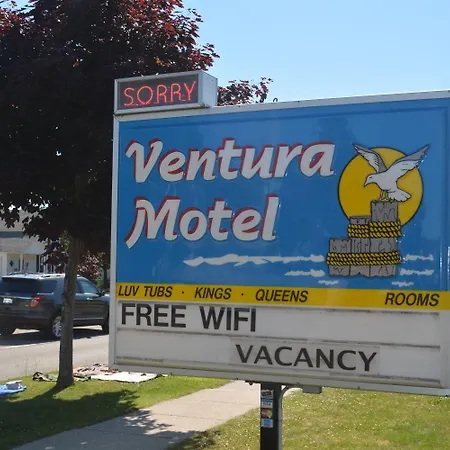 SORRY
Ventura
Motel
LUV TUBS · KINGS · QUEENS ROOMS
FREE WIFI
VACANCY